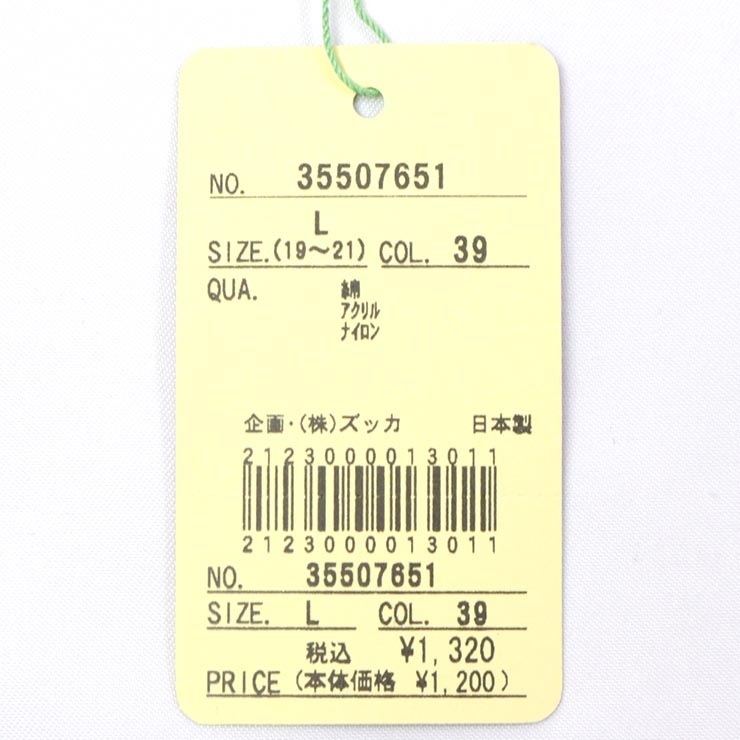 NO. 35507651
L
SIZE.(19～21) COL. 39
QUA. 綿
アクリル
ナイロン
企画・(株)ズッカ 日本製
2123000013011
2123000013011
NO. 35507651
SIZE. L COL. 39
税込 ¥1,320
PRICE (本体価格 ¥1,200)